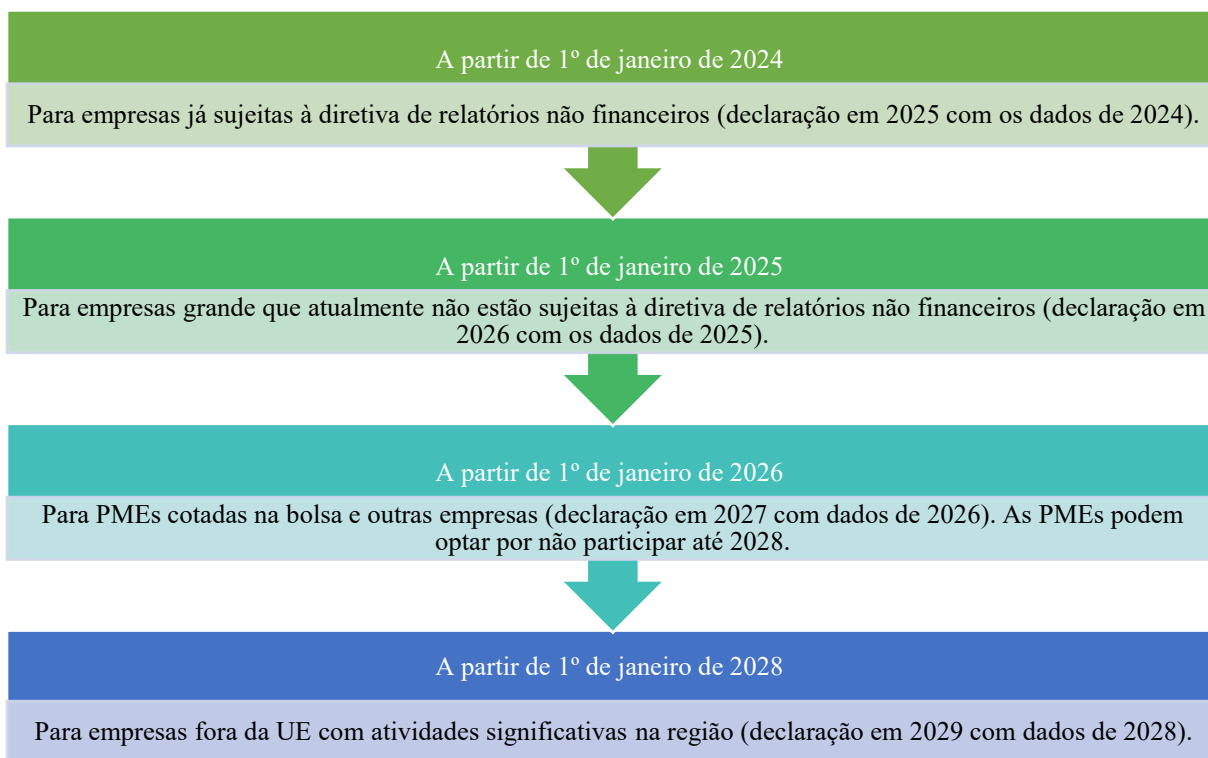 A partir de 1º de janeiro de 2024
Para empresas já sujeitas à diretiva de relatórios não financeiros (declaração em 2025 com os dados de 2024).
A partir de 1º de janeiro de 2025
Para empresas grande que atualmente não estão sujeitas à diretiva de relatórios não financeiros (declaração em
2026 com os dados de 2025).
A partir de 1º de janeiro de 2026
Para PMEs cotadas na bolsa e outras empresas (declaração em 2027 com dados de 2026). As PMEs podem
optar por não participar até 2028.
A partir de 1º de janeiro de 2028
Para empresas fora da UE com atividades significativas na região (declaração em 2029 com dados de 2028).